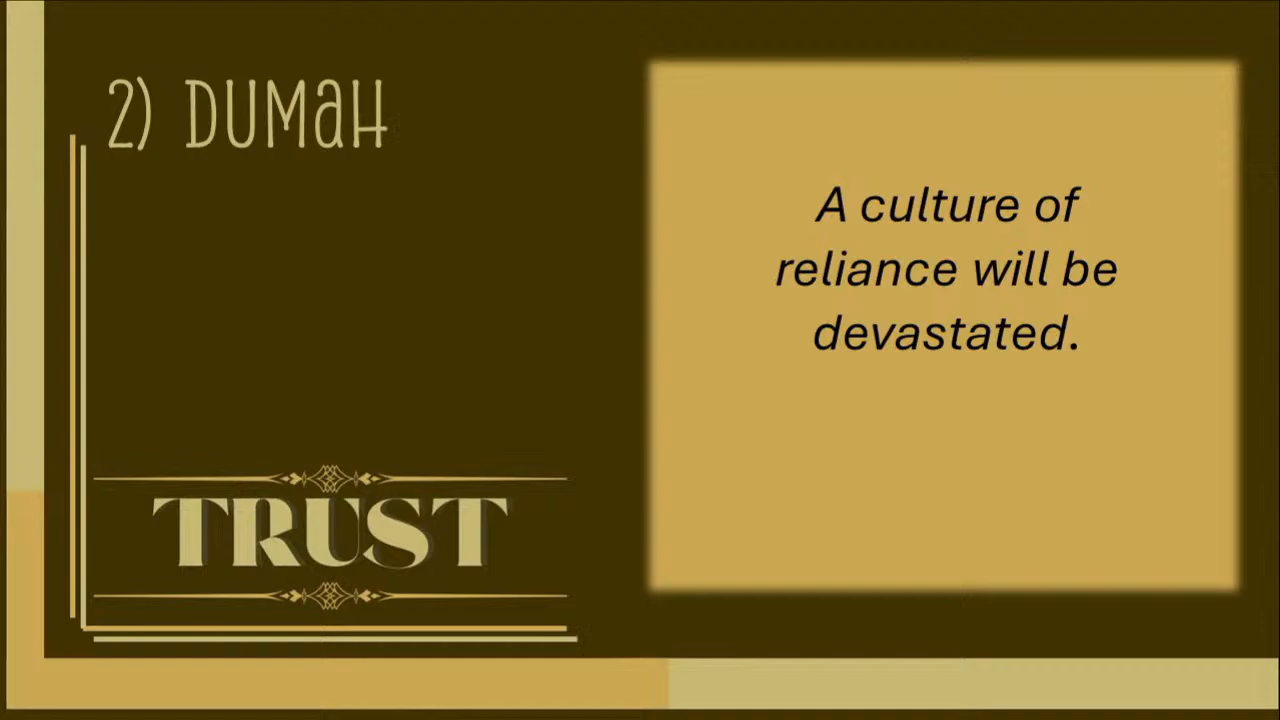 2) DUMAH
A culture of
reliance will be
devastated.
TRUST